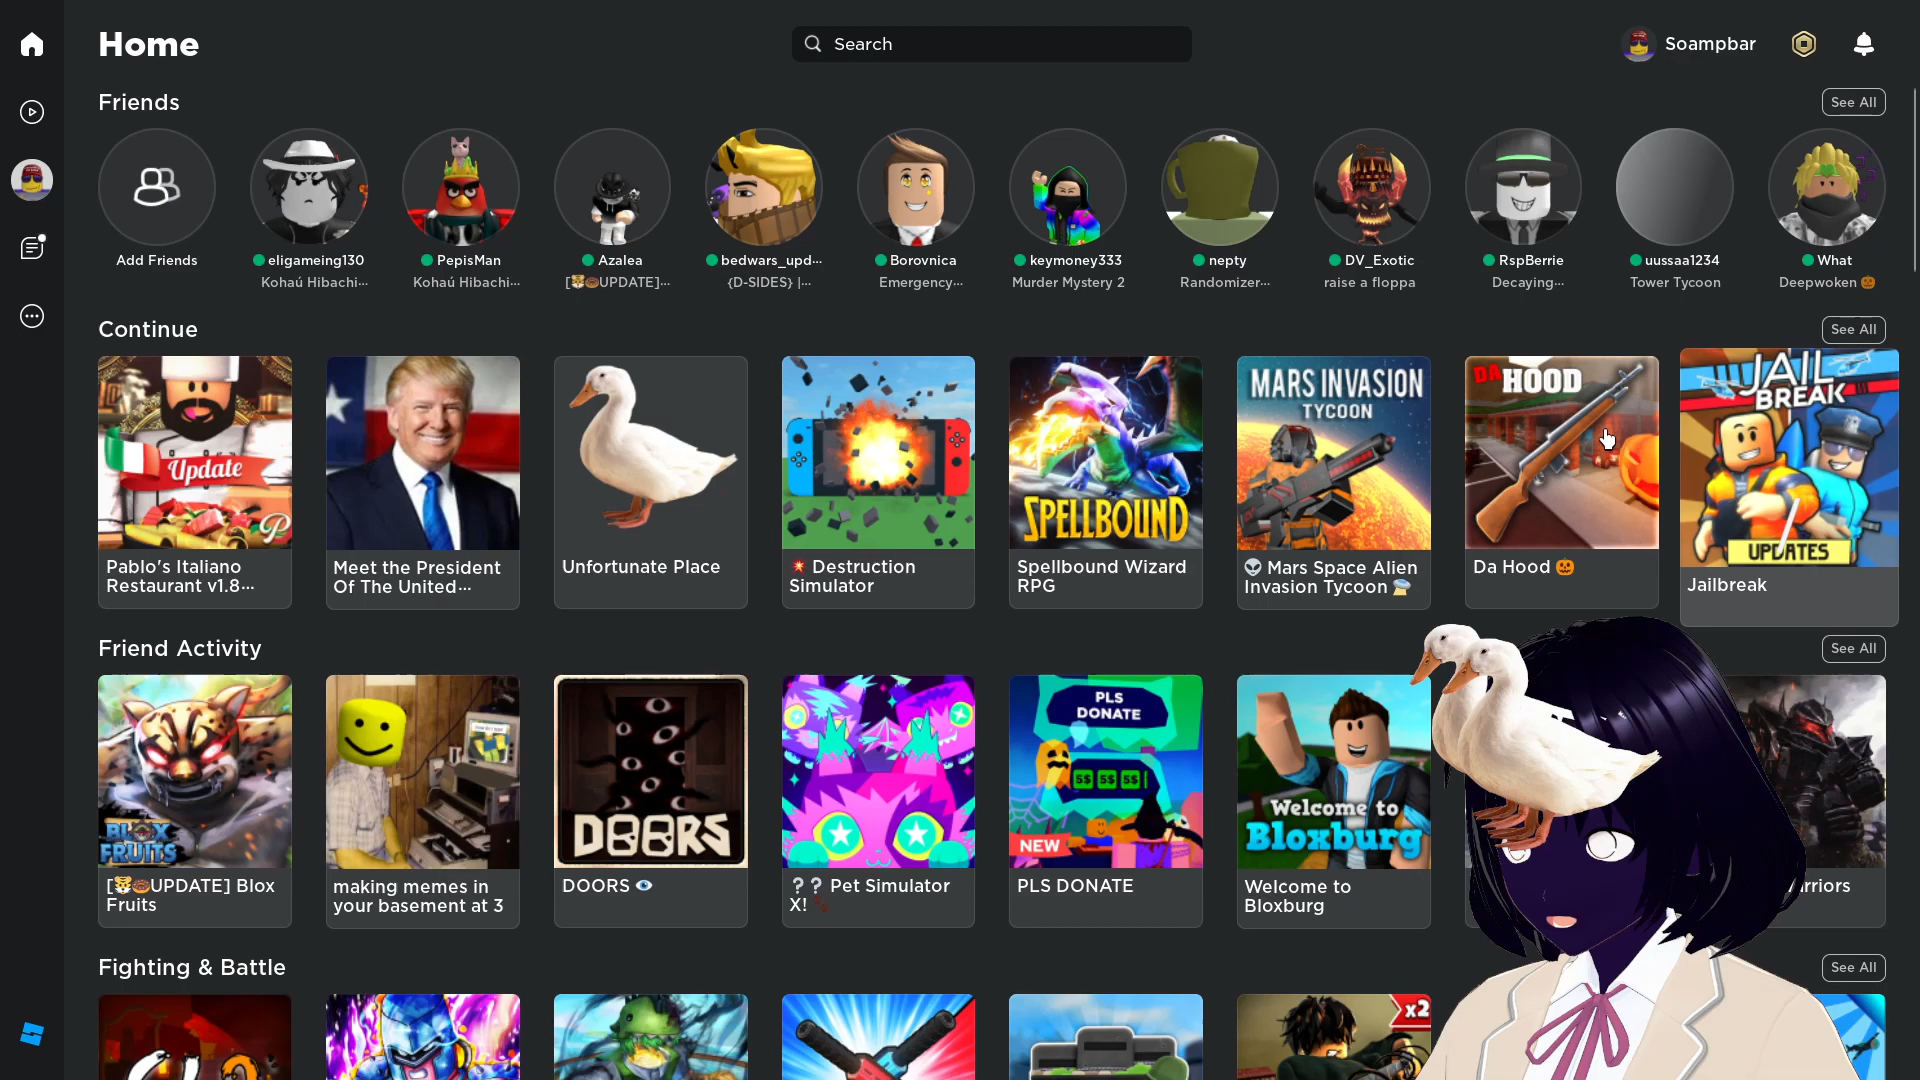 Home
Search
Soampbar
Friends
See All
Add Friends
eligameing130
Kohaú Hibachi...
PepisMan
Kohaú Hibachi...
Azalea
[🐯🍩UPDATE]...
bedwars_upd...
{D-SIDES} |...
Borovnica
Emergency...
keymoney333
Murder Mystery 2
nepty
Randomizer...
DV_Exotic
raise a floppa
RspBerrie
Decaying...
uussaa1234
Tower Tycoon
What
Deepwoken 🎃
Continue
See All
Update
Pablo's Italiano
Restaurant v1.8...
Meet the President
Of The United...
Unfortunate Place
💥 Destruction
Simulator
SPELLBOUND
Spellbound Wizard
RPG
MARS INVASION
TYCOON
👽 Mars Space Alien
Invasion Tycoon 🛸
DA HOOD
Da Hood 🎃
JAIL
BREAK
UPDATES
Jailbreak
Friend Activity
See All
BLOX
FRUITS
[🐯🍩UPDATE] Blox
Fruits
making memes in
your basement at 3
DOORS
DOORS 👁️
❔❔ Pet Simulator
X! 🐾
PLS
DONATE
5$ 5$ 5$
NEW
PLS DONATE
Welcome to
Bloxburg
Welcome to
Bloxburg
rriors
Fighting & Battle
See All
x2